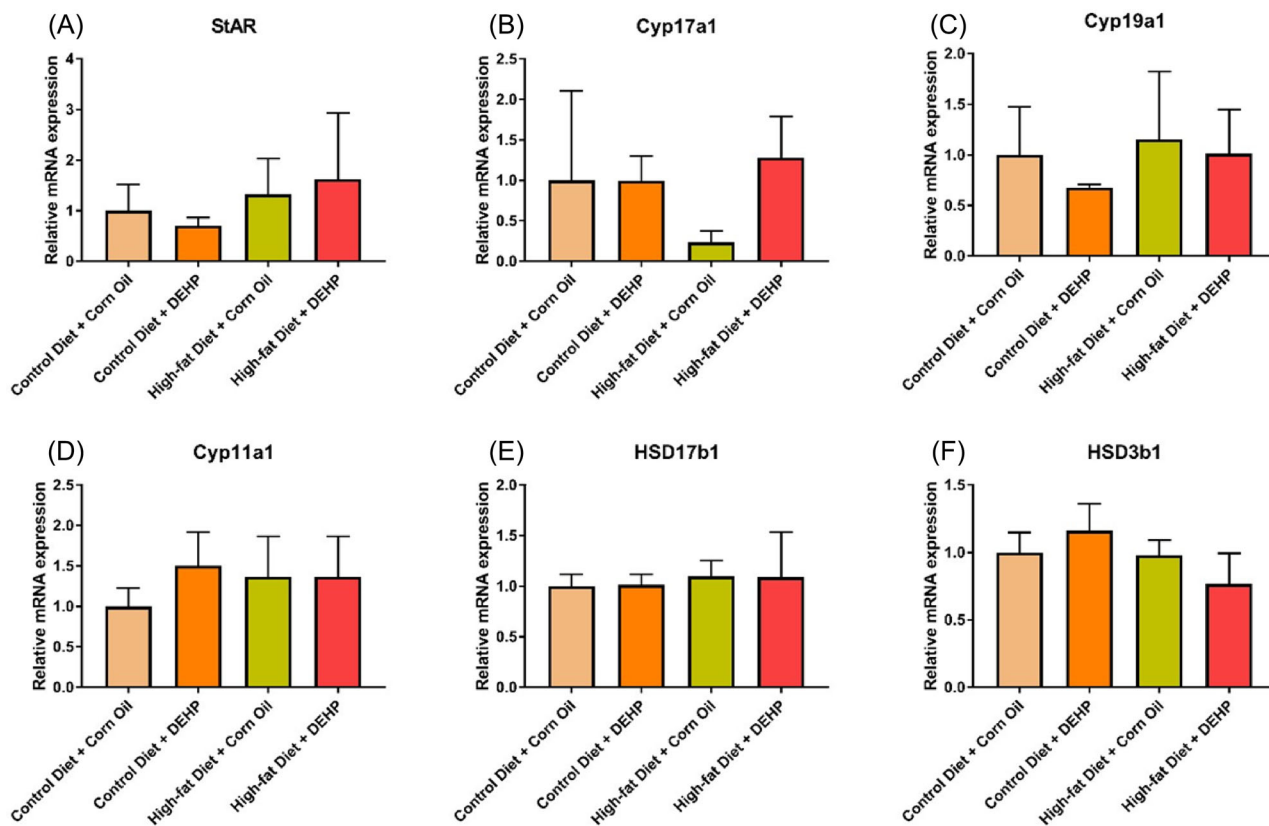 (A)
StAR
Relative mRNA expression
4
3
2
1
0
Control Diet + Corn Oil
Control Diet + DEHP
High-fat Diet + Corn Oil
High-fat Diet + DEHP
(B)
Cyp17a1
Relative mRNA expression
2.5
2.0
1.5
1.0
0.5
0.0
Control Diet + Corn Oil
Control Diet + DEHP
High-fat Diet + Corn Oil
High-fat Diet + DEHP
(C)
Cyp19a1
Relative mRNA expression
2.0
1.5
1.0
0.5
0.0
Control Diet + Corn Oil
Control Diet + DEHP
High-fat Diet + Corn Oil
High-fat Diet + DEHP
(D)
Cyp11a1
Relative mRNA expression
2.5
2.0
1.5
1.0
0.5
0.0
Control Diet + Corn Oil
Control Diet + DEHP
High-fat Diet + Corn Oil
High-fat Diet + DEHP
(E)
HSD17b1
Relative mRNA expression
2.0
1.5
1.0
0.5
0.0
Control Diet + Corn Oil
Control Diet + DEHP
High-fat Diet + Corn Oil
High-fat Diet + DEHP
(F)
HSD3b1
Relative mRNA expression
1.5
1.0
0.5
0.0
Control Diet + Corn Oil
Control Diet + DEHP
High-fat Diet + Corn Oil
High-fat Diet + DEHP